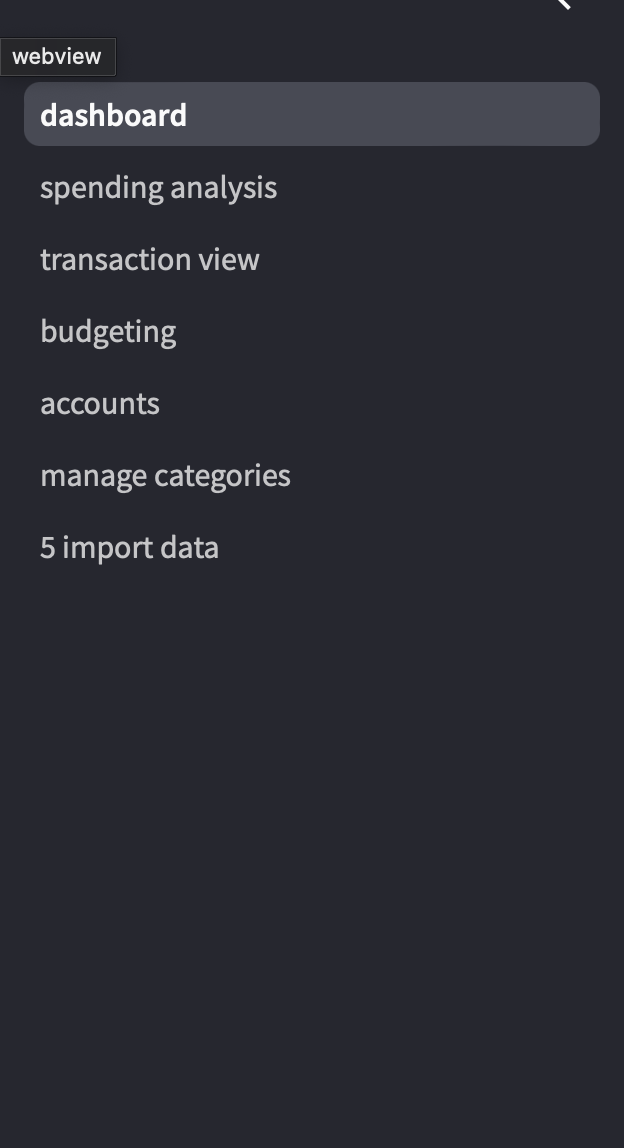 webview
dashboard
spending analysis
transaction view
budgeting
accounts
manage categories
5 import data